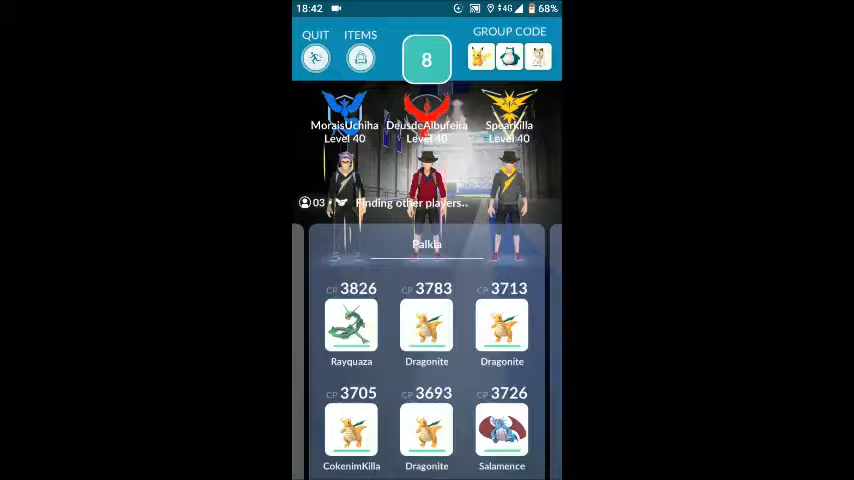 18:42 4G 68%
QUIT ITEMS GROUP CODE
8
MoraisUchiha DeusdeAlbufeira Spearkilla
Level 40 Level 40 Level 40
03 Finding other players..
Palkia
CP 3826 CP 3783 CP 3713
Rayquaza Dragonite Dragonite
CP 3705 CP 3693 CP 3726
CokenimKilla Dragonite Salamence